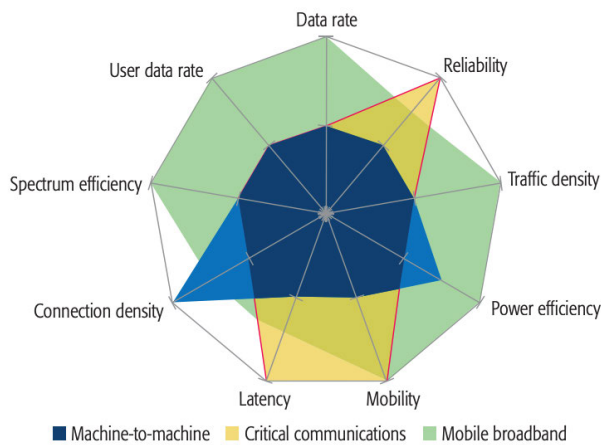 Data rate
User data rate
Reliability
Spectrum efficiency
Traffic density
Connection density
Power efficiency
Latency
Mobility
Machine-to-machine
Critical communications
Mobile broadband